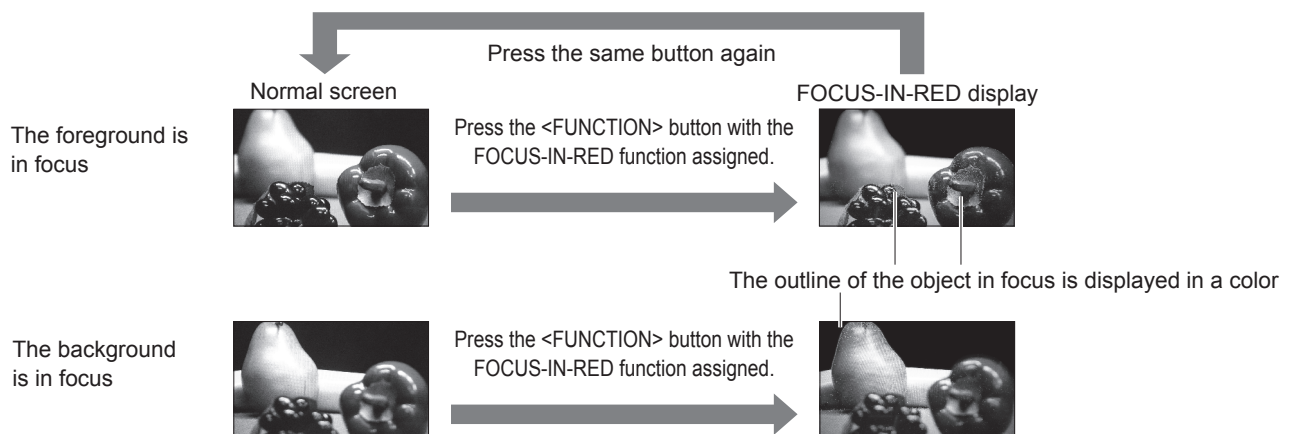 Press the same button again
Normal screen
FOCUS-IN-RED display
The foreground is
in focus
Press the <FUNCTION> button with the
FOCUS-IN-RED function assigned.
The outline of the object in focus is displayed in a color
The background
is in focus
Press the <FUNCTION> button with the
FOCUS-IN-RED function assigned.